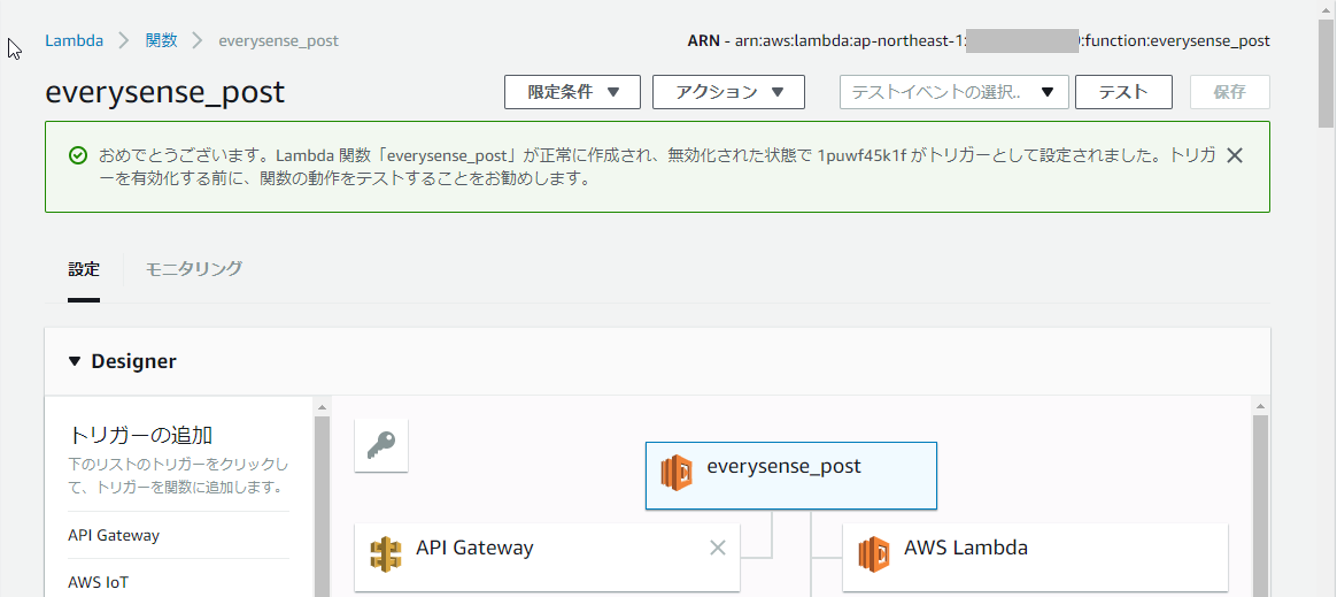 Lambda > 関数 > everysense_post
ARN - arn:aws:lambda:ap-northeast-1: :function:everysense_post
everysense_post
限定条件 ▼
アクション ▼
テストイベントの選択.. ▼
テスト
保存
おめでとうございます。Lambda 関数「everysense_post」が正常に作成され、無効化された状態で 1puwf45k1f がトリガーとして設定されました。トリガ
ーを有効化する前に、関数の動作をテストすることをお勧めします。
設定
モニタリング
▼ Designer
トリガーの追加
下のリストのトリガーをクリックし
て、トリガーを関数に追加します。
API Gateway
AWS IoT
everysense_post
API Gateway
AWS Lambda